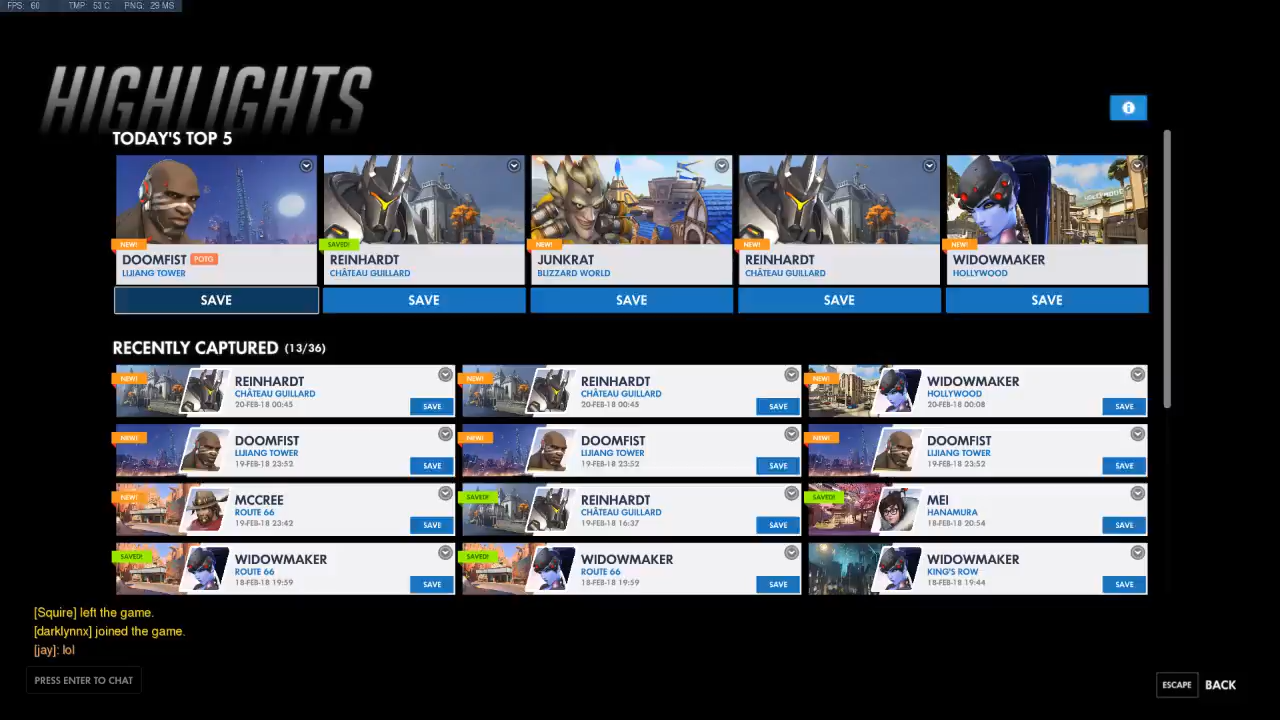 FPS: 60 TMP: 53 C PNG: 29 MS
HIGHLIGHTS
TODAY'S TOP 5
NEW! SAVED! NEW! NEW! NEW!
DOOMFIST POTG REINHARDT JUNKRAT REINHARDT WIDOWMAKER
LIJIANG TOWER CHÂTEAU GUILLARD BLIZZARD WORLD CHÂTEAU GUILLARD HOLLYWOOD
SAVE SAVE SAVE SAVE SAVE
RECENTLY CAPTURED (13/36)
NEW! REINHARDT NEW! REINHARDT NEW! WIDOWMAKER
CHÂTEAU GUILLARD CHÂTEAU GUILLARD HOLLYWOOD
20-FEB-18 00:45 SAVE 20-FEB-18 00:45 SAVE 20-FEB-18 00:08 SAVE
NEW! DOOMFIST NEW! DOOMFIST NEW! DOOMFIST
LIJIANG TOWER LIJIANG TOWER LIJIANG TOWER
19-FEB-18 23:52 SAVE 19-FEB-18 23:52 SAVE 19-FEB-18 23:52 SAVE
NEW! MCCREE SAVED! REINHARDT SAVED! MEI
ROUTE 66 CHÂTEAU GUILLARD HANAMURA
19-FEB-18 23:42 SAVE 19-FEB-18 16:37 SAVE 18-FEB-18 20:54 SAVE
SAVED! WIDOWMAKER SAVED! WIDOWMAKER WIDOWMAKER
ROUTE 66 ROUTE 66 KING'S ROW
18-FEB-18 19:59 SAVE 18-FEB-18 19:59 SAVE 18-FEB-18 19:44 SAVE
[Squire] left the game.
[darklynnx] joined the game.
[jay]: lol
PRESS ENTER TO CHAT
ESCAPE BACK